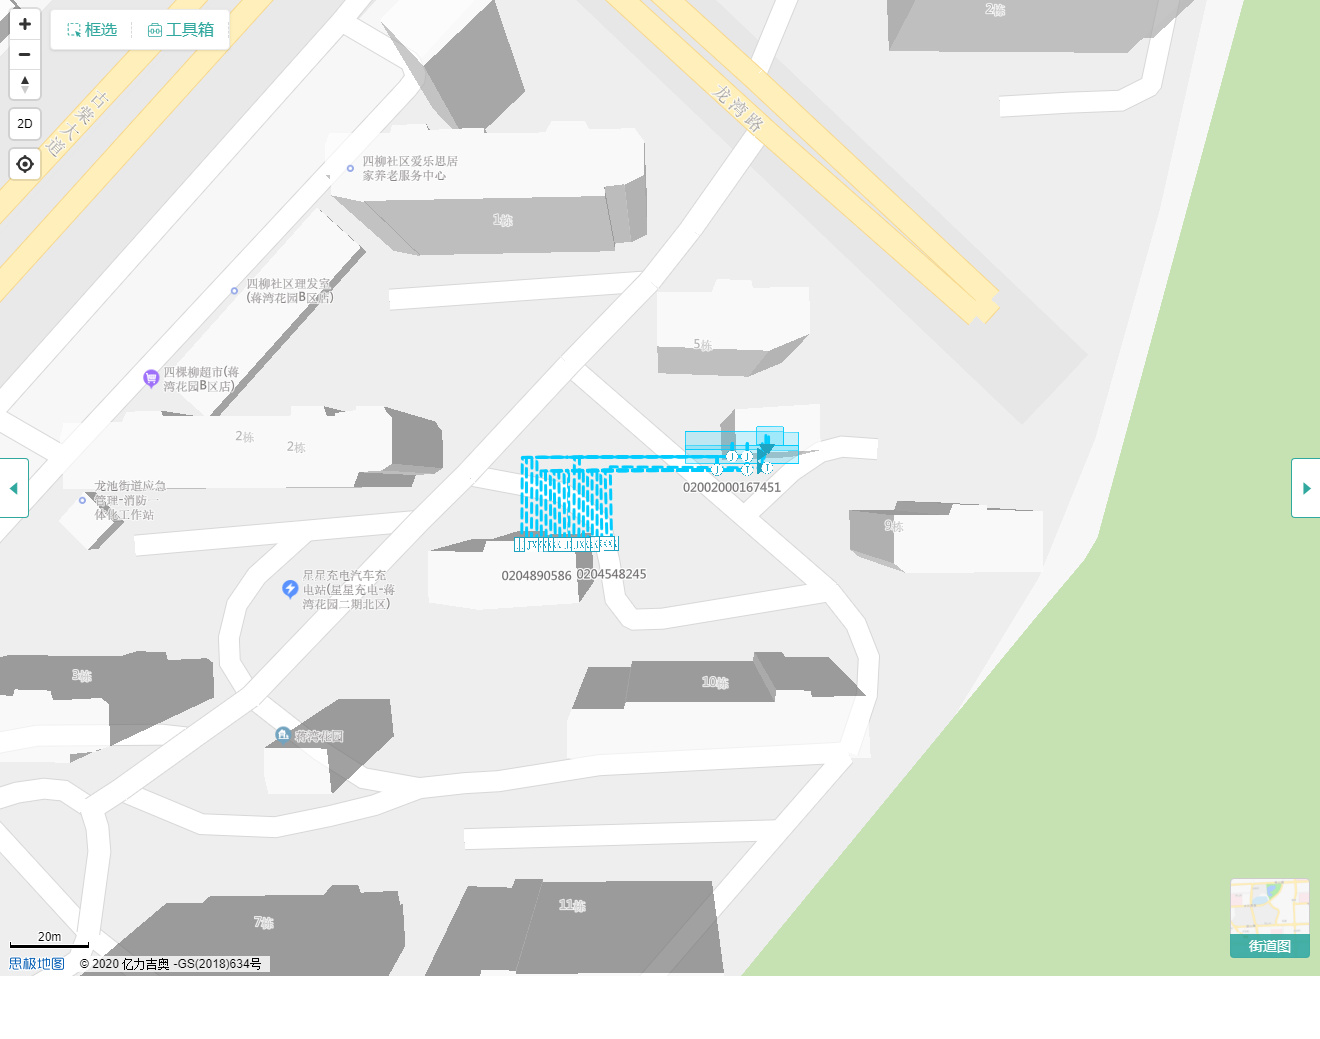 框选
工具箱
2D
2栋
古棠大道
龙湾路
四柳社区爱乐思居
家养老服务中心
1栋
四柳社区理发室
(蒋湾花园B区店)
5栋
四棵柳超市(蒋
湾花园B区店)
2栋
2栋
02002000167451
龙池街道应急
管理-消防一
体化工作站
9栋
0204890586
0204548245
星星充电汽车充
电站(星星充电-蒋
湾花园二期北区)
3栋
10栋
蒋湾花园
11栋
7栋
20m
街道图
思极地图
© 2020 亿力吉奥 -GS(2018)634号